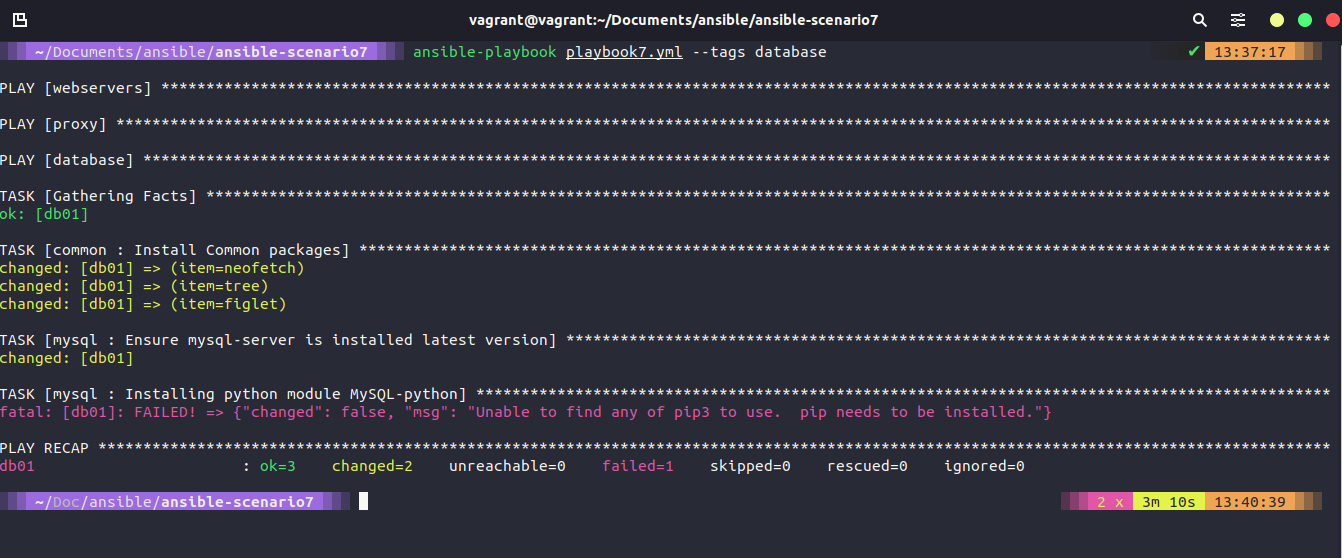 vagrant@vagrant:~/Documents/ansible/ansible-scenario7
~/Documents/ansible/ansible-scenario7 ansible-playbook playbook7.yml --tags database ✔ 13:37:17
PLAY [webservers] **********************************************************************************************************************************
PLAY [proxy] ***************************************************************************************************************************************
PLAY [database] ************************************************************************************************************************************
TASK [Gathering Facts] *****************************************************************************************************************************
ok: [db01]
TASK [common : Install Common packages] ************************************************************************************************************
changed: [db01] => (item=neofetch)
changed: [db01] => (item=tree)
changed: [db01] => (item=figlet)
TASK [mysql : Ensure mysql-server is installed latest version] *************************************************************************************
changed: [db01]
TASK [mysql : Installing python module MySQL-python] ***********************************************************************************************
fatal: [db01]: FAILED! => {"changed": false, "msg": "Unable to find any of pip3 to use.  pip needs to be installed."}
PLAY RECAP *****************************************************************************************************************************************
db01                       : ok=3    changed=2    unreachable=0    failed=1    skipped=0    rescued=0    ignored=0
~/Doc/ansible/ansible-scenario7 2 x 3m 10s 13:40:39